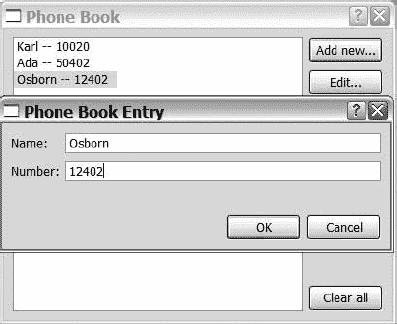 Phone Book
Karl -- 10020
Ada -- 50402
Osborn -- 12402
Add new...
Edit...
Phone Book Entry
Name: Osborn
Number: 12402
OK Cancel
Clear all